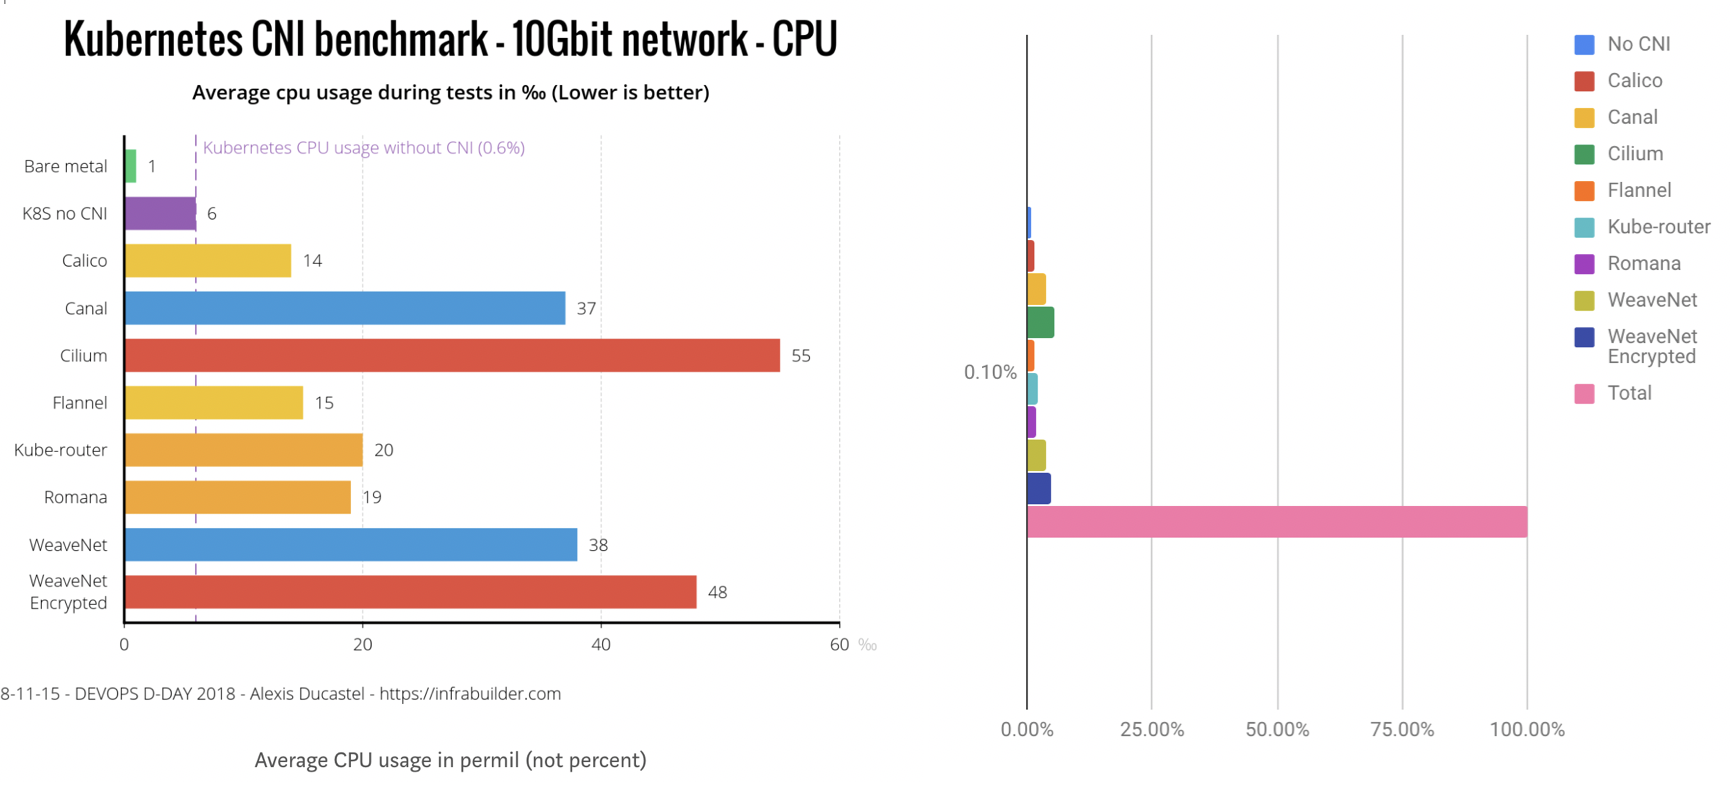 Kubernetes CNI benchmark - 10Gbit network - CPU
Average cpu usage during tests in ‰ (Lower is better)
Kubernetes CPU usage without CNI (0.6%)
Bare metal 1
K8S no CNI 6
Calico 14
Canal 37
Cilium 55
Flannel 15
Kube-router 20
Romana 19
WeaveNet 38
WeaveNet
Encrypted 48
0 20 40 60 ‰
8-11-15 - DEVOPS D-DAY 2018 - Alexis Ducastel - https://infrabuilder.com
Average CPU usage in permil (not percent)
0.10%
0.00% 25.00% 50.00% 75.00% 100.00%
No CNI
Calico
Canal
Cilium
Flannel
Kube-router
Romana
WeaveNet
WeaveNet
Encrypted
Total